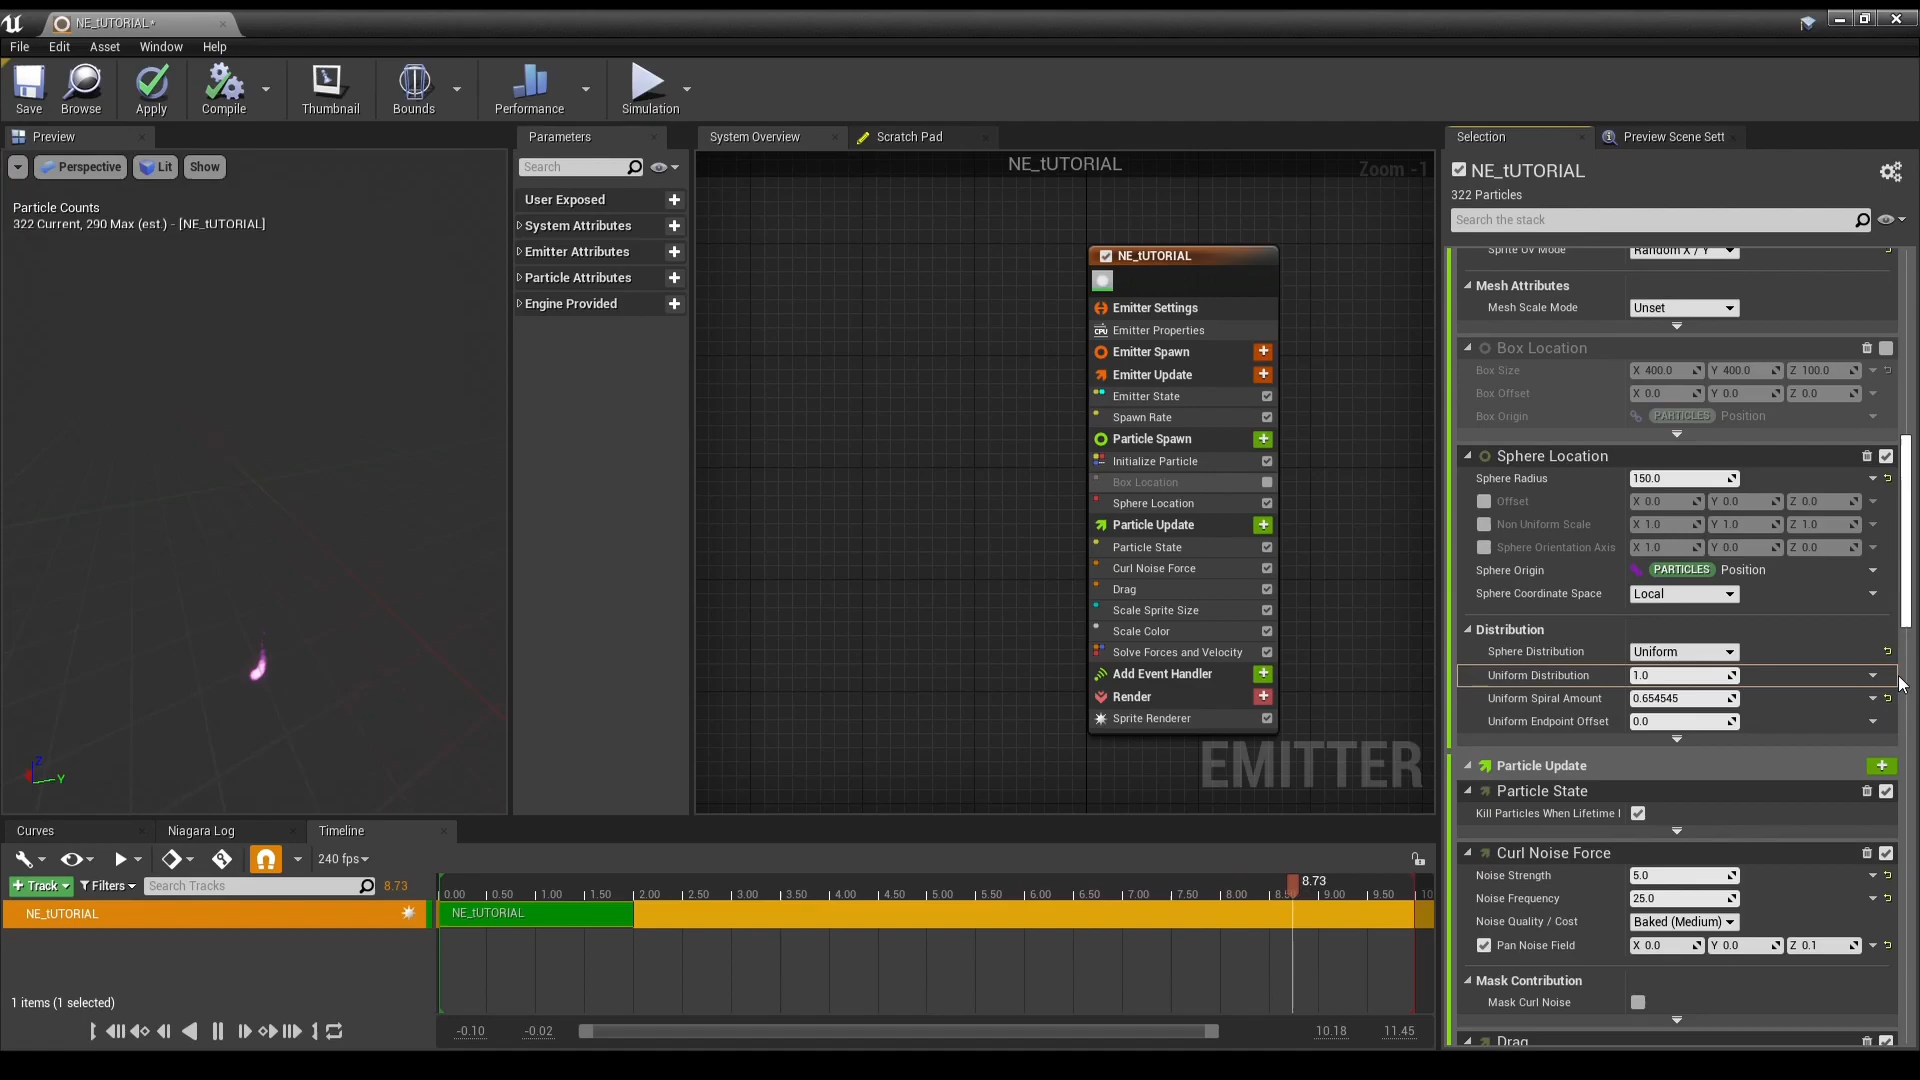 NE_tUTORIAL*
File Edit Asset Window Help
Save Browse Apply Compile Thumbnail Bounds Performance Simulation
Preview
Perspective Lit Show
Particle Counts
322 Current, 290 Max (est.) - [NE_tUTORIAL]
Z
Y
Parameters
Search
User Exposed
System Attributes
Emitter Attributes
Particle Attributes
Engine Provided
System Overview Scratch Pad
NE_tUTORIAL
Zoom -1
NE_tUTORIAL
Emitter Settings
CPU Emitter Properties
Emitter Spawn
Emitter Update
Emitter State
Spawn Rate
Particle Spawn
Initialize Particle
Box Location
Sphere Location
Particle Update
Particle State
Curl Noise Force
Drag
Scale Sprite Size
Scale Color
Solve Forces and Velocity
Add Event Handler
Render
Sprite Renderer
EMITTER
Selection Preview Scene Sett
NE_tUTORIAL
322 Particles
Search the stack
Sprite UV Mode Random X / Y
Mesh Attributes
Mesh Scale Mode Unset
Box Location
Box Size X 400.0 Y 400.0 Z 100.0
Box Offset X 0.0 Y 0.0 Z 0.0
Box Origin PARTICLES Position
Sphere Location
Sphere Radius 150.0
Offset X 0.0 Y 0.0 Z 0.0
Non Uniform Scale X 1.0 Y 1.0 Z 1.0
Sphere Orientation Axis X 1.0 Y 0.0 Z 0.0
Sphere Origin PARTICLES Position
Sphere Coordinate Space Local
Distribution
Sphere Distribution Uniform
Uniform Distribution 1.0
Uniform Spiral Amount 0.654545
Uniform Endpoint Offset 0.0
Particle Update
Particle State
Kill Particles When Lifetime I
Curl Noise Force
Noise Strength 5.0
Noise Frequency 25.0
Noise Quality / Cost Baked (Medium)
Pan Noise Field X 0.0 Y 0.0 Z 0.1
Mask Contribution
Mask Curl Noise
Drag
Curves Niagara Log Timeline
240 fps
+ Track Filters Search Tracks 8.73
8.73
0.00 0.50 1.00 1.50 2.00 2.50 3.00 3.50 4.00 4.50 5.00 5.50 6.00 6.50 7.00 7.50 8.00 8.5 9.00 9.50 10
NE_tUTORIAL
NE_tUTORIAL
1 items (1 selected)
-0.10 -0.02 10.18 11.45